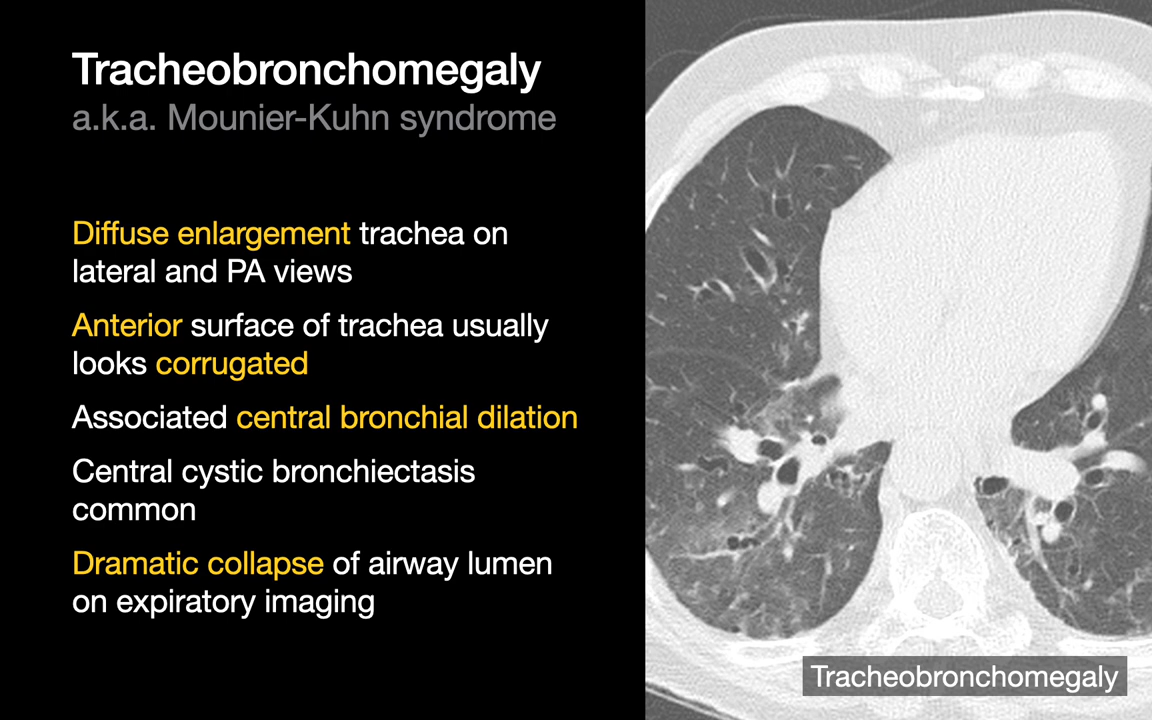 Tracheobronchomegaly
a.k.a. Mounier-Kuhn syndrome
Diffuse enlargement trachea on
lateral and PA views
Anterior surface of trachea usually
looks corrugated
Associated central bronchial dilation
Central cystic bronchiectasis
common
Dramatic collapse of airway lumen
on expiratory imaging
Tracheobronchomegaly